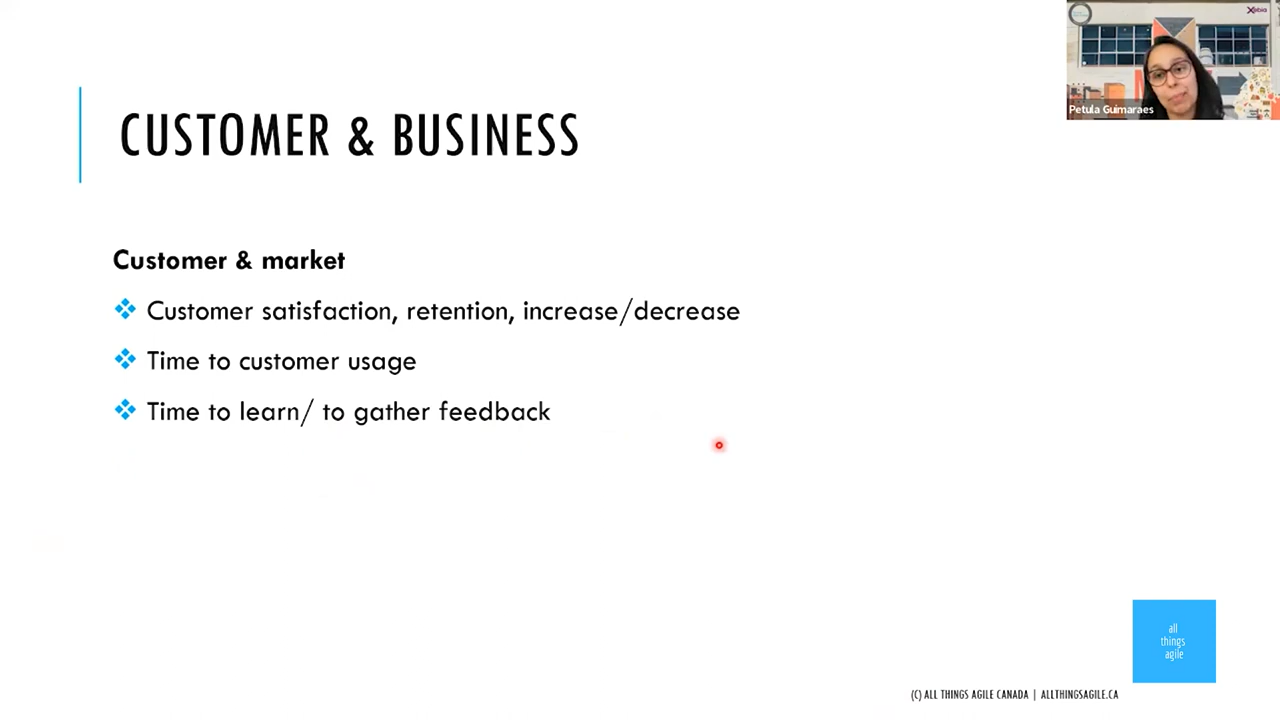 Xebia
Petula Guimaraes
CUSTOMER & BUSINESS
Customer & market
Customer satisfaction, retention, increase/decrease
Time to customer usage
Time to learn/ to gather feedback
all
things
agile
(C) ALL THINGS AGILE CANADA | ALLTHINGSAGILE.CA